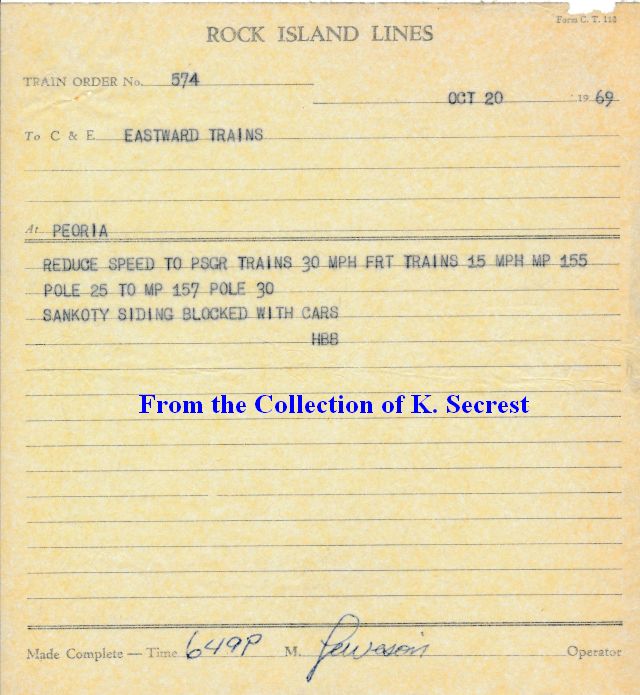 Form C. T. 114
ROCK ISLAND LINES
TRAIN ORDER No. 574
OCT 20 1969
To C & E EASTWARD TRAINS
At PEORIA
REDUCE SPEED TO PSGR TRAINS 30 MPH FRT TRAINS 15 MPH MP 155
POLE 25 TO MP 157 POLE 30
SANKOTY SIDING BLOCKED WITH CARS
HBB
From the Collection of K. Secrest
Made Complete — Time 649P M. Operator